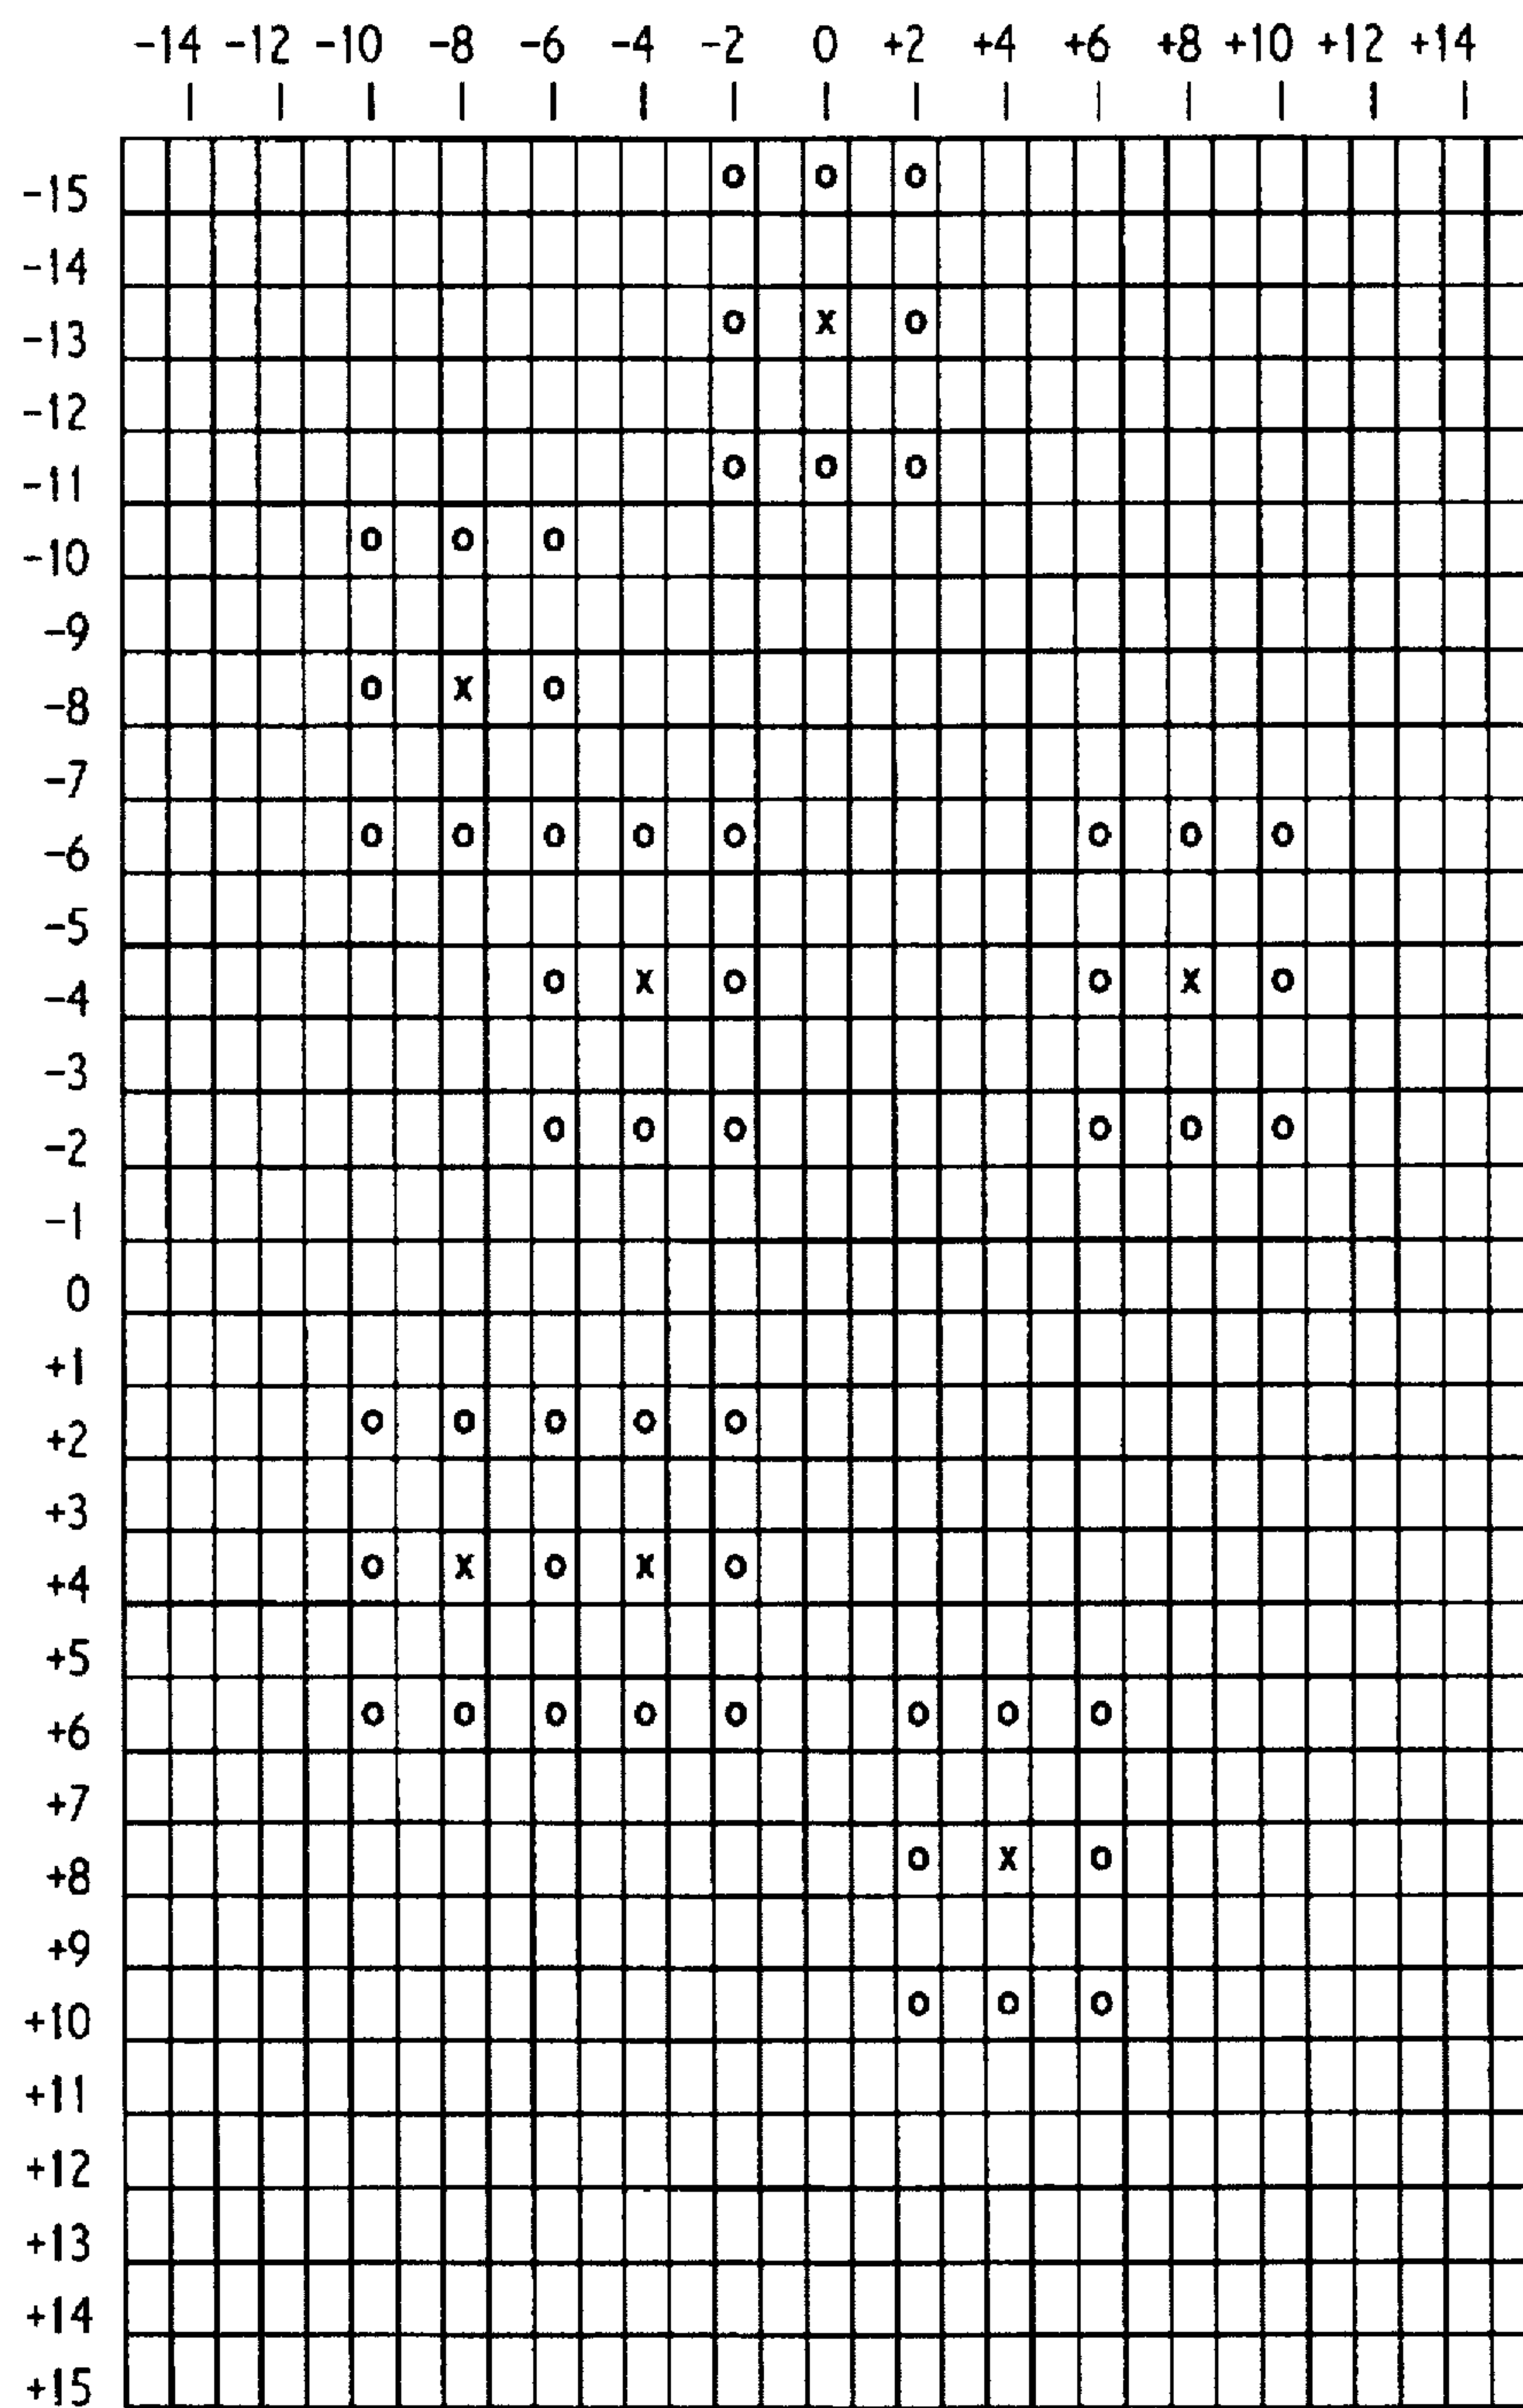 -14 -12 -10 -8 -6 -4 -2 0 +2 +4 +6 +8 +10 +12 +14
-15 o o o
-14
-13 o x o
-12
-11 o o o
-10 o o o
-9
-8 o x o
-7
-6 o o o o o o o o
-5
-4 o x o o x o
-3
-2 o o o o o o
-1
0
+1
+2 o o o o o
+3
+4 o x o x o
+5
+6 o o o o o o o o
+7
+8 o x o
+9
+10 o o o
+11
+12
+13
+14
+15